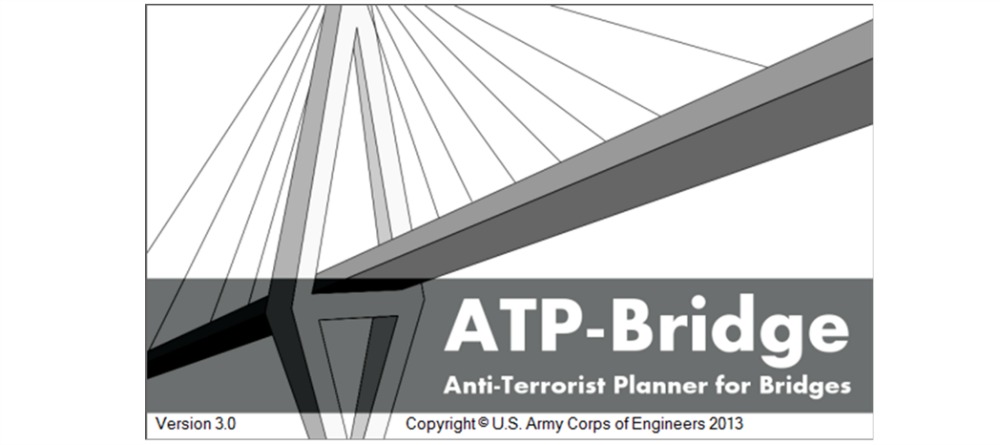 ATP-Bridge
Anti-Terrorist Planner for Bridges
Version 3.0 Copyright © U.S. Army Corps of Engineers 2013